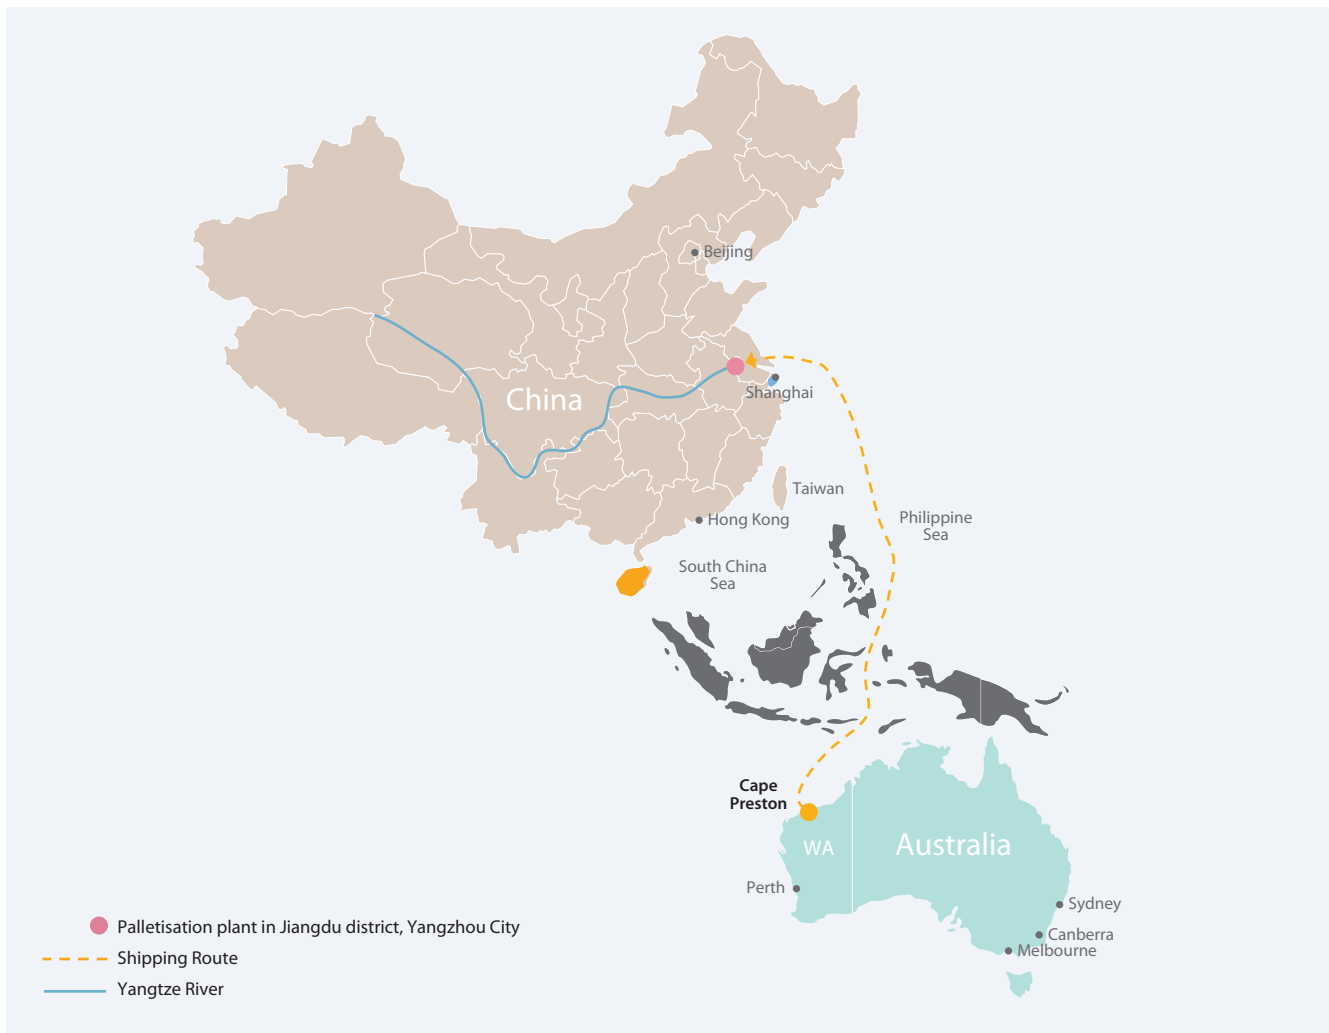 Beijing
China
Shanghai
Taiwan
Hong Kong
Philippine
Sea
South China
Sea
Cape
Preston
WA
Australia
Perth
Sydney
Canberra
Melbourne
Palletisation plant in Jiangdu district, Yangzhou City
Shipping Route
Yangtze River